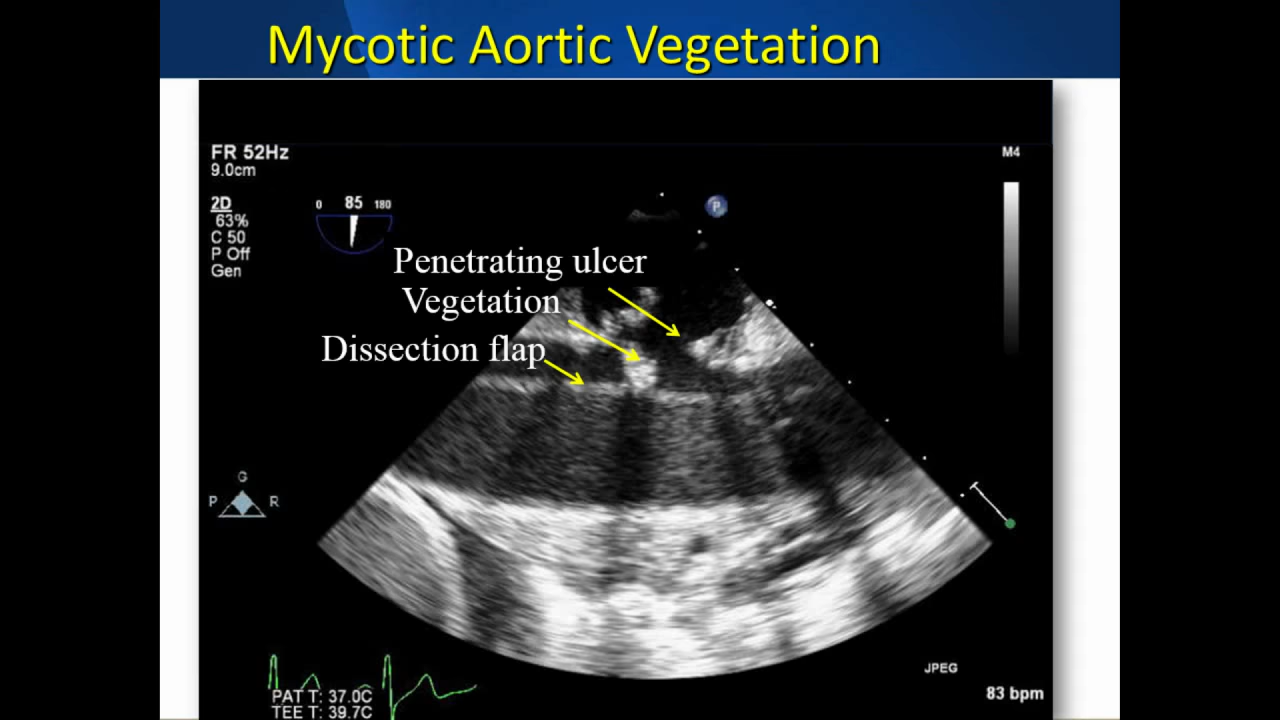 Mycotic Aortic Vegetation
FR 52Hz
9.0cm
M4
2D
63%
C 50
P Off
Gen
0 85 180
P
Penetrating ulcer
Vegetation
Dissection flap
G
P R
PAT T: 37.0C
TEE T: 39.7C
JPEG
83 bpm